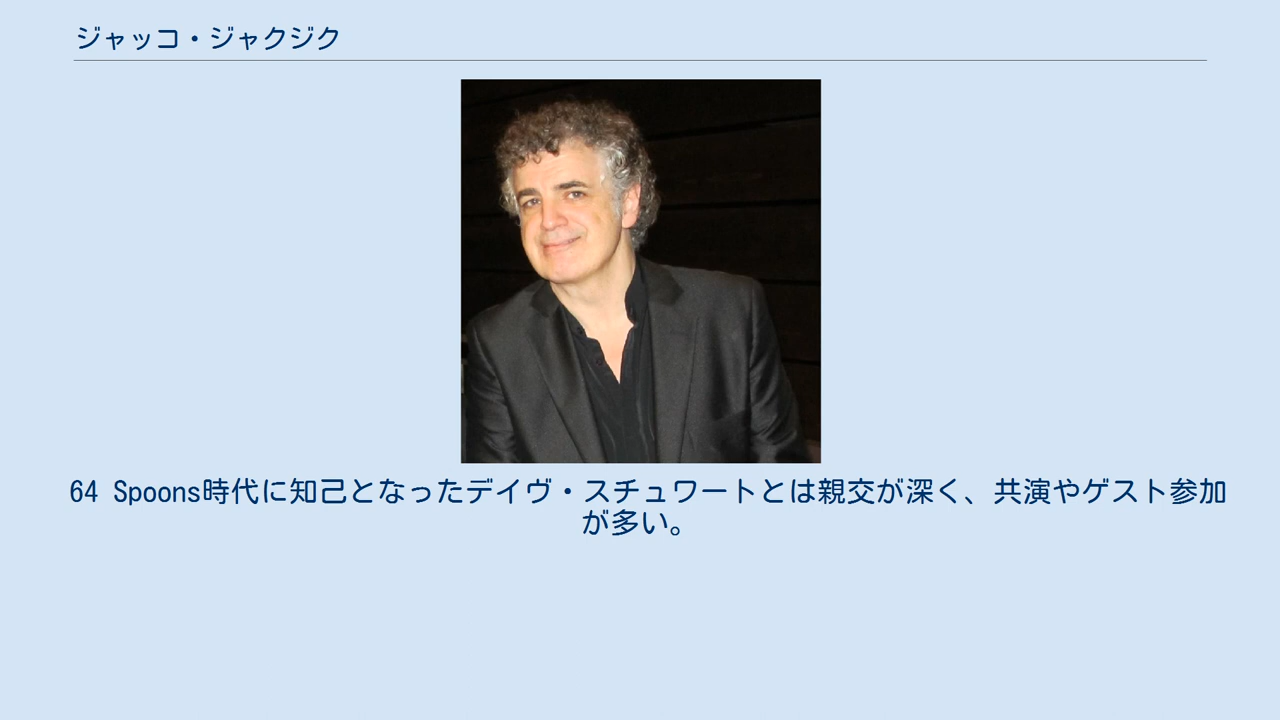 ジャッコ・ジャクジク
64 Spoons時代に知己となったデイヴ・スチュワートとは親交が深く、共演やゲスト参加
が多い。